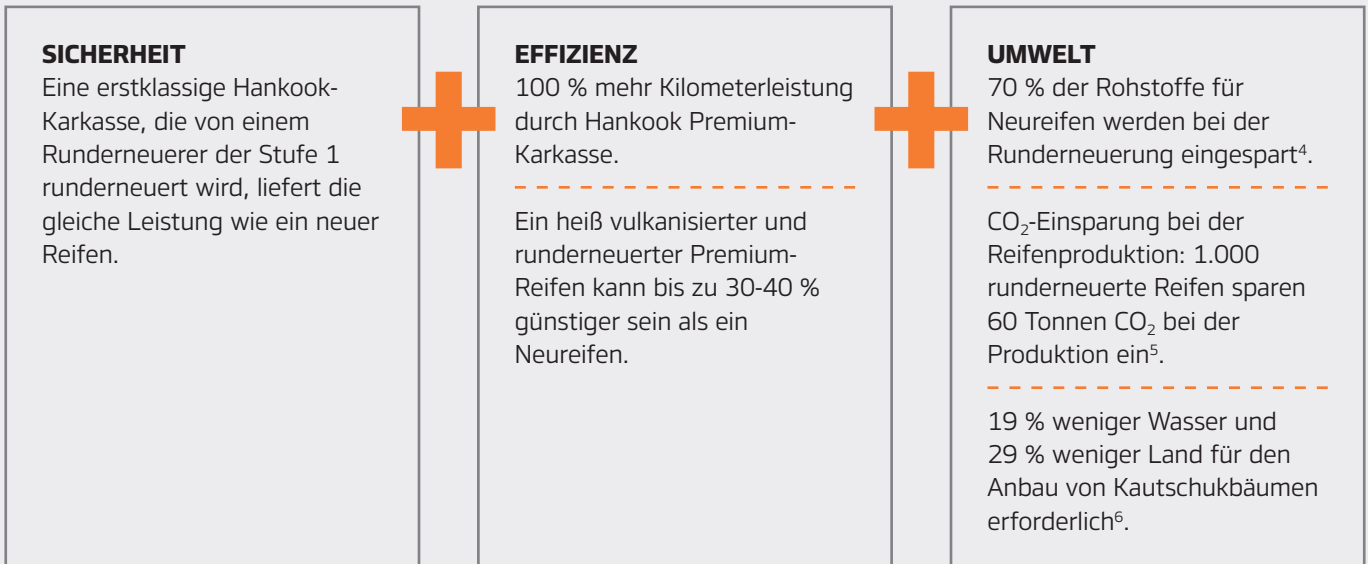 SICHERHEIT
Eine erstklassige Hankook-
Karkasse, die von einem
Runderneuerer der Stufe 1
runderneuert wird, liefert die
gleiche Leistung wie ein neuer
Reifen.
EFFIZIENZ
100 % mehr Kilometerleistung
durch Hankook Premium-
Karkasse.
Ein heiß vulkanisierter und
runderneuerter Premium-
Reifen kann bis zu 30-40 %
günstiger sein als ein
Neureifen.
UMWELT
70 % der Rohstoffe für
Neureifen werden bei der
Runderneuerung eingespart⁴.
CO₂-Einsparung bei der
Reifenproduktion: 1.000
runderneuerte Reifen sparen
60 Tonnen CO₂ bei der
Produktion ein⁵.
19 % weniger Wasser und
29 % weniger Land für den
Anbau von Kautschukbäumen
erforderlich⁶.